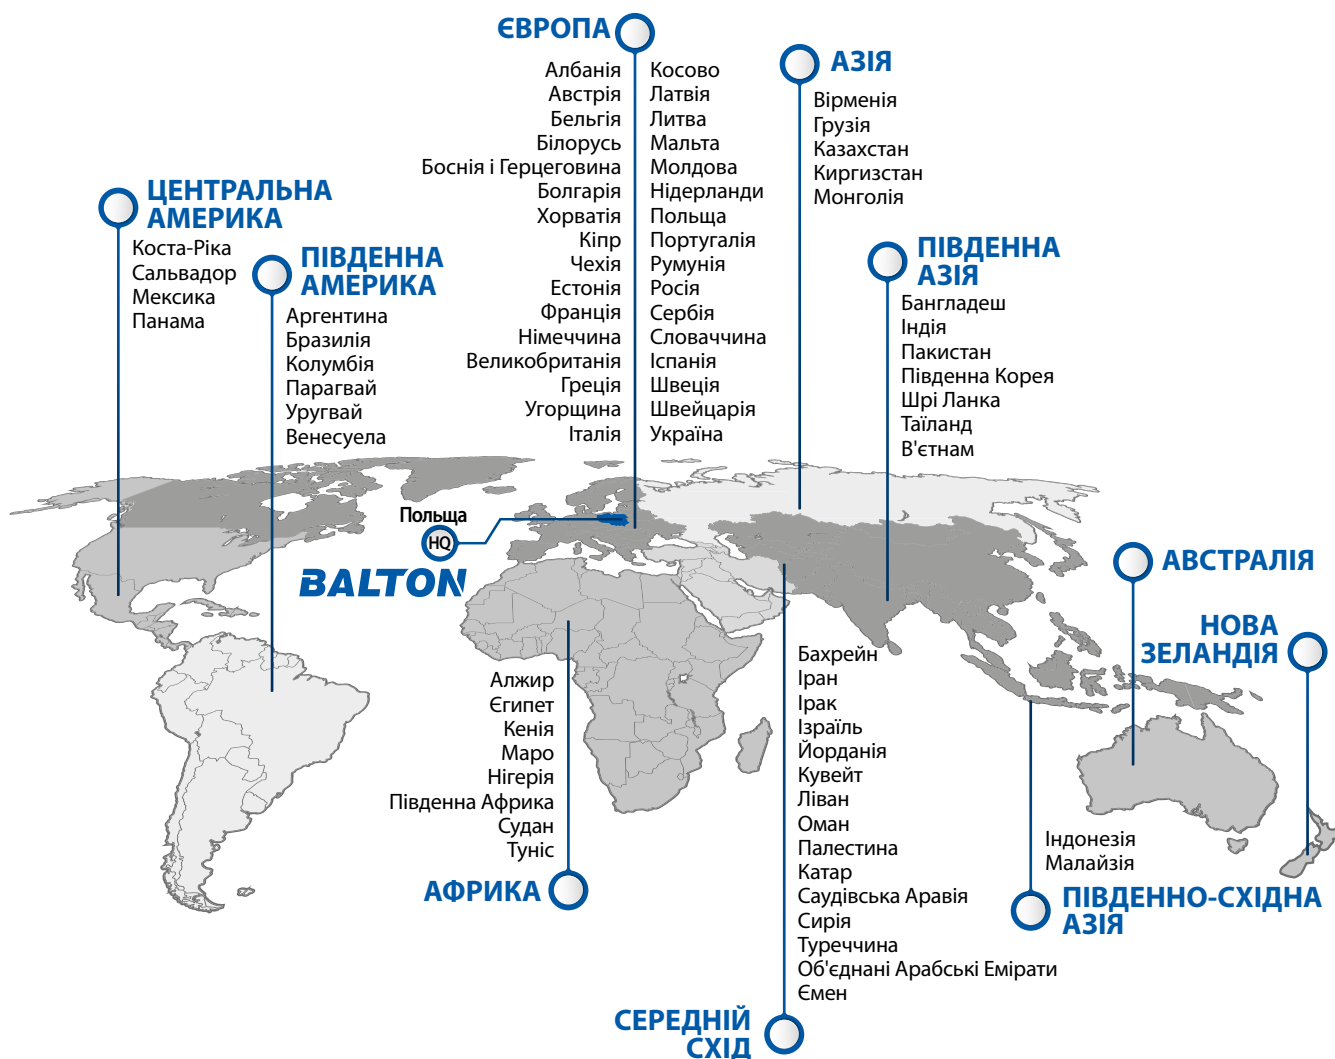 ЄВРОПА
Албанія
Австрія
Бельгія
Білорусь
Боснія і Герцеговина
Болгарія
Хорватія
Кіпр
Чехія
Естонія
Франція
Німеччина
Великобританія
Греція
Угорщина
Італія
Косово
Латвія
Литва
Мальта
Молдова
Нідерланди
Польща
Португалія
Румунія
Росія
Сербія
Словаччина
Іспанія
Швеція
Швейцарія
Україна
АЗІЯ
Вірменія
Грузія
Казахстан
Киргизстан
Монголія
ЦЕНТРАЛЬНА
АМЕРИКА
Коста-Ріка
Сальвадор
Мексика
Панама
ПІВДЕННА
АМЕРИКА
Аргентина
Бразилія
Колумбія
Парагвай
Уругвай
Венесуела
ПІВДЕННА
АЗІЯ
Бангладеш
Індія
Пакистан
Південна Корея
Шрі Ланка
Таїланд
В'єтнам
Польща
HQ
BALTON
АВСТРАЛІЯ
НОВА
ЗЕЛАНДІЯ
Алжир
Єгипет
Кенія
Маро
Нігерія
Південна Африка
Судан
Туніс
АФРИКА
Бахрейн
Іран
Ірак
Ізраїль
Йорданія
Кувейт
Ліван
Оман
Палестина
Катар
Саудівська Аравія
Сирія
Туреччина
Об'єднані Арабські Емірати
Ємен
СЕРЕДНІЙ
СХІД
Індонезія
Малайзія
ПІВДЕННО-СХІДНА
АЗІЯ